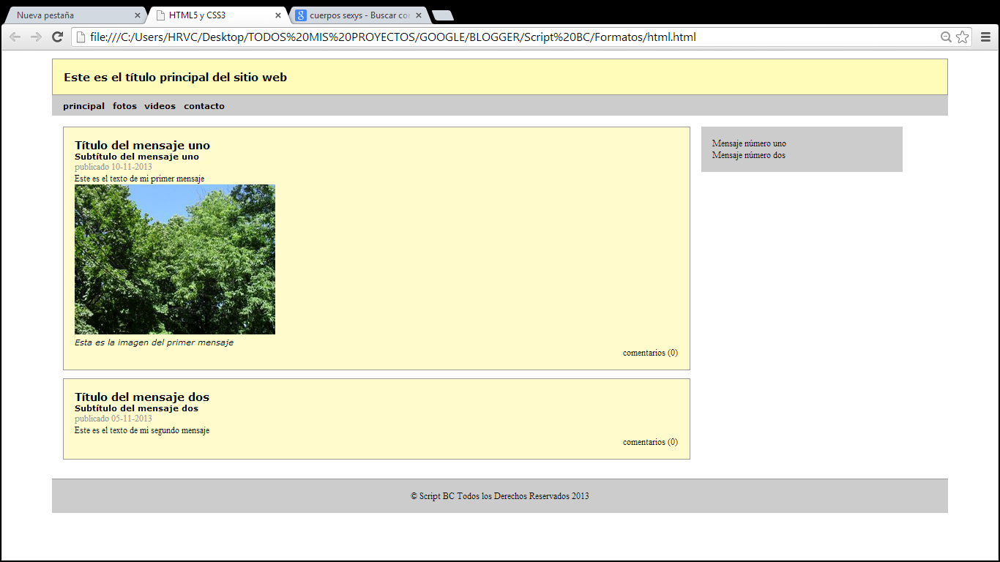 Nueva pestaña
HTML5 y CSS3
cuerpos sexys - Buscar co
file:///C:/Users/HRVC/Desktop/TODOS%20MIS%20PROYECTOS/GOOGLE/BLOGGER/Script%20BC/Formatos/html.html
Este es el título principal del sitio web
principal fotos videos contacto
Título del mensaje uno
Subtítulo del mensaje uno
publicado 10-11-2013
Este es el texto de mi primer mensaje
Esta es la imagen del primer mensaje
comentarios (0)
Título del mensaje dos
Subtítulo del mensaje dos
publicado 05-11-2013
Este es el texto de mi segundo mensaje
comentarios (0)
Mensaje número uno
Mensaje número dos
© Script BC Todos los Derechos Reservados 2013